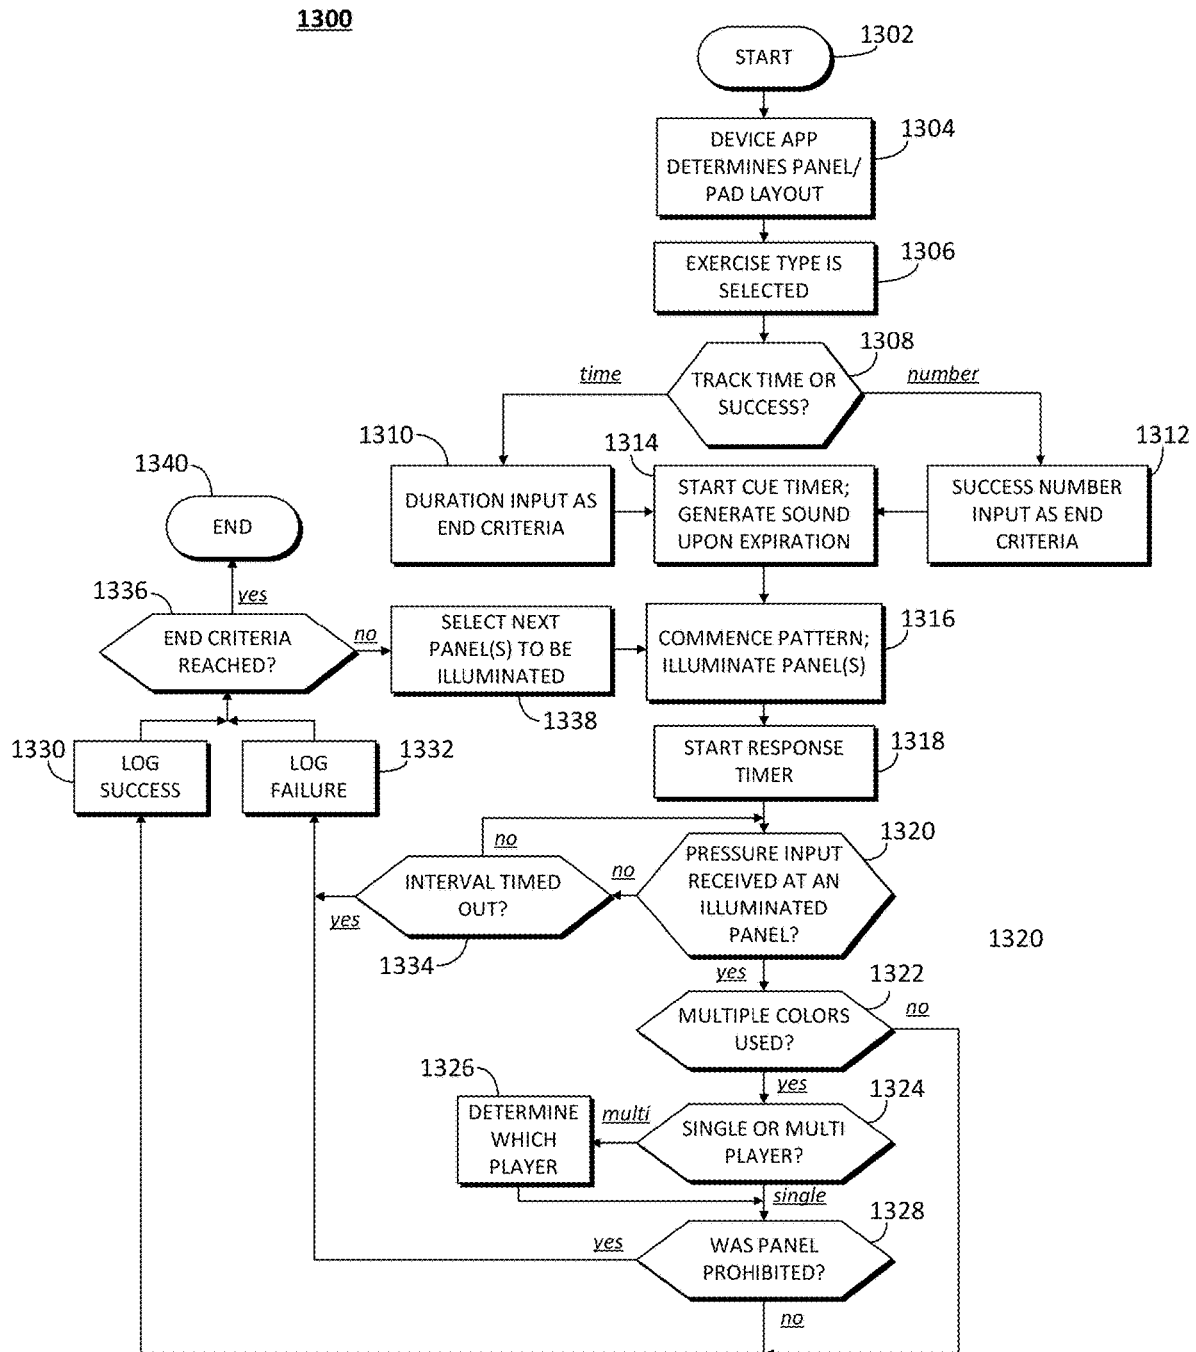 1300
START
1302
DEVICE APP
DETERMINES PANEL/
PAD LAYOUT
1304
EXERCISE TYPE IS
SELECTED
1306
TRACK TIME OR
SUCCESS?
1308
time
number
1310
DURATION INPUT AS
END CRITERIA
1314
START CUE TIMER;
GENERATE SOUND
UPON EXPIRATION
1312
SUCCESS NUMBER
INPUT AS END
CRITERIA
1340
END
yes
1336
END CRITERIA
REACHED?
no
SELECT NEXT
PANEL(S) TO BE
ILLUMINATED
1338
COMMENCE PATTERN;
ILLUMINATE PANEL(S)
1316
1330
LOG
SUCCESS
LOG
FAILURE
1332
START RESPONSE
TIMER
1318
no
INTERVAL TIMED
OUT?
yes
1334
no
PRESSURE INPUT
RECEIVED AT AN
ILLUMINATED
PANEL?
1320
1320
yes
MULTIPLE COLORS
USED?
1322
no
yes
1326
DETERMINE
WHICH
PLAYER
multi
SINGLE OR MULTI
PLAYER?
1324
single
WAS PANEL
PROHIBITED?
1328
yes
no